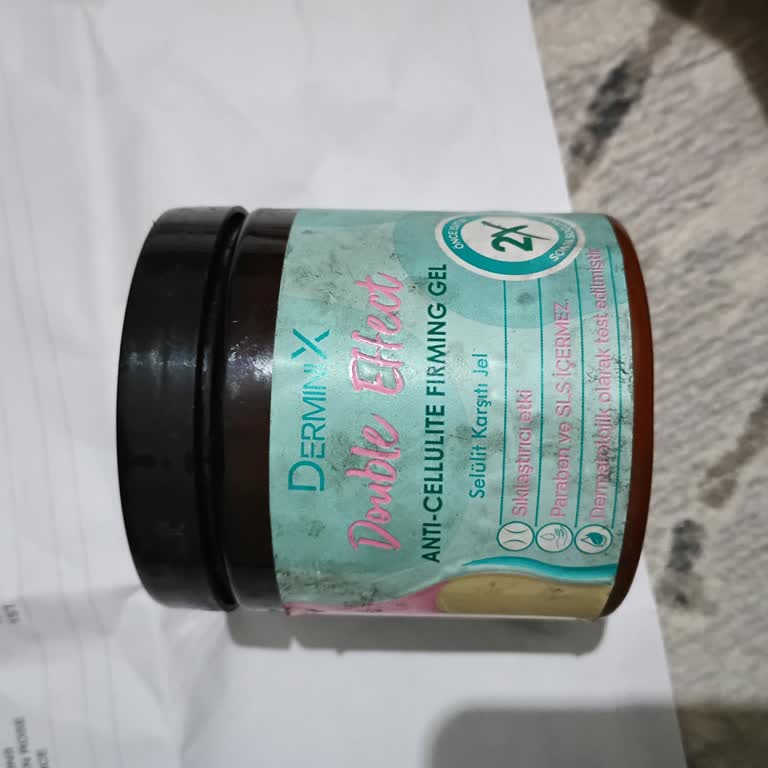 DERMINIX
Double Effect
ANTI-CELLULITE FIRMING GEL
Selülit Karşıtı Jel
2X
Sıkılaştırıcı etki
Paraben ve SLS İÇERMEZ.
Dermatolojik olarak test edilmiştir